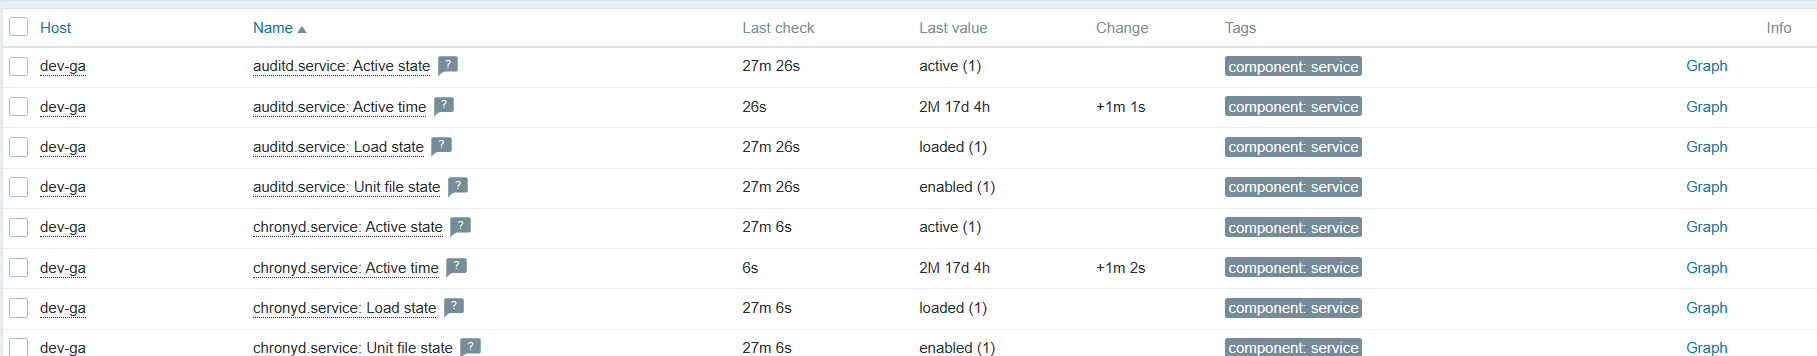 Host Name Last check Last value Change Tags Info
dev-ga auditd.service: Active state ? 27m 26s active (1) component: service Graph
dev-ga auditd.service: Active time ? 26s 2M 17d 4h +1m 1s component: service Graph
dev-ga auditd.service: Load state ? 27m 26s loaded (1) component: service Graph
dev-ga auditd.service: Unit file state ? 27m 26s enabled (1) component: service Graph
dev-ga chronyd.service: Active state ? 27m 6s active (1) component: service Graph
dev-ga chronyd.service: Active time ? 6s 2M 17d 4h +1m 2s component: service Graph
dev-ga chronyd.service: Load state ? 27m 6s loaded (1) component: service Graph
dev-ga chronyd.service: Unit file state ? 27m 6s enabled (1) component: service Graph